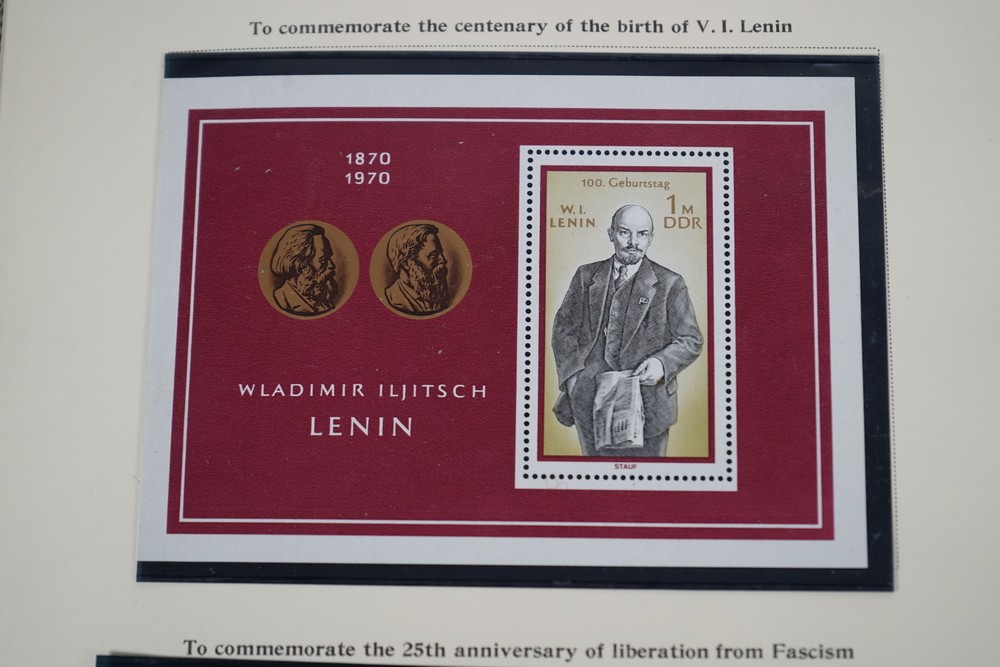 To commemorate the centenary of the birth of V. I. Lenin
1870
1970
WLADIMIR ILJITSCH
LENIN
100. Geburtstag
W. I.
LENIN
1 M
DDR
STAUF
To commemorate the 25th anniversary of liberation from Fascism